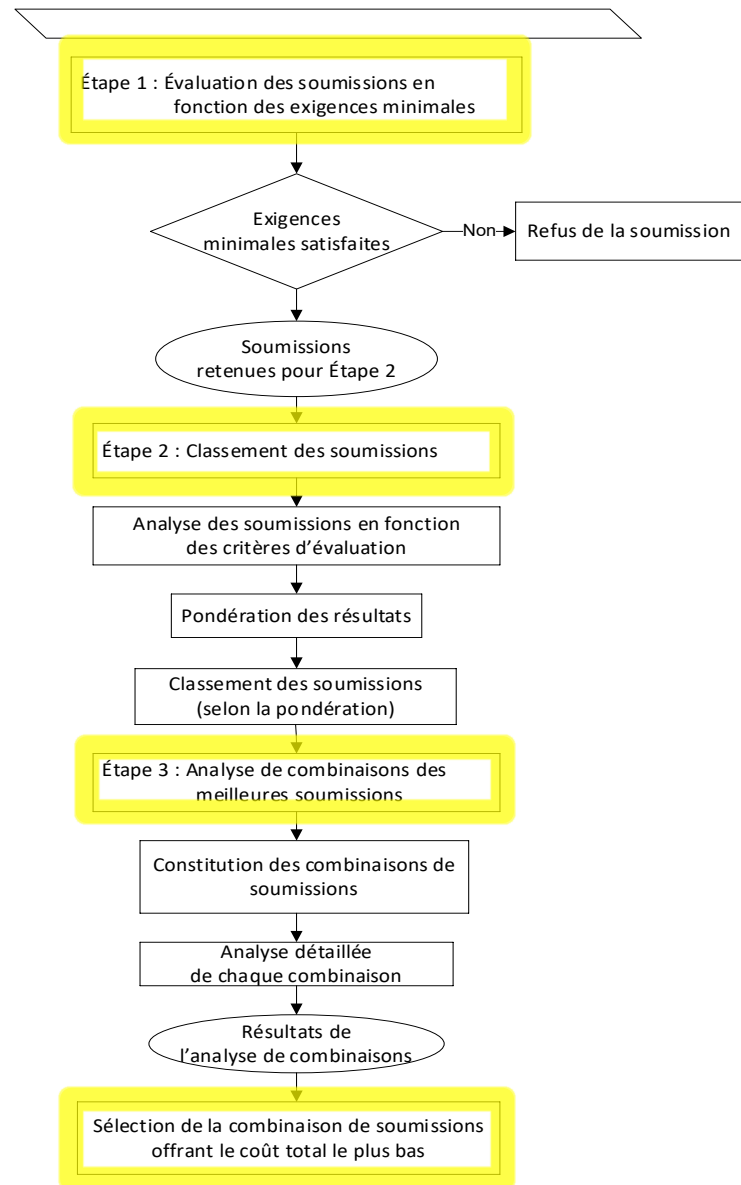 Étape 1 : Évaluation des soumissions en
fonction des exigences minimales
Exigences
minimales satisfaites
Non
Refus de la soumission
Soumissions
retenues pour Étape 2
Étape 2 : Classement des soumissions
Analyse des soumissions en fonction
des critères d’évaluation
Pondération des résultats
Classement des soumissions
(selon la pondération)
Étape 3 : Analyse de combinaisons des
meilleures soumissions
Constitution des combinaisons de
soumissions
Analyse détaillée
de chaque combinaison
Résultats de
l’analyse de combinaisons
Sélection de la combinaison de soumissions
offrant le coût total le plus bas